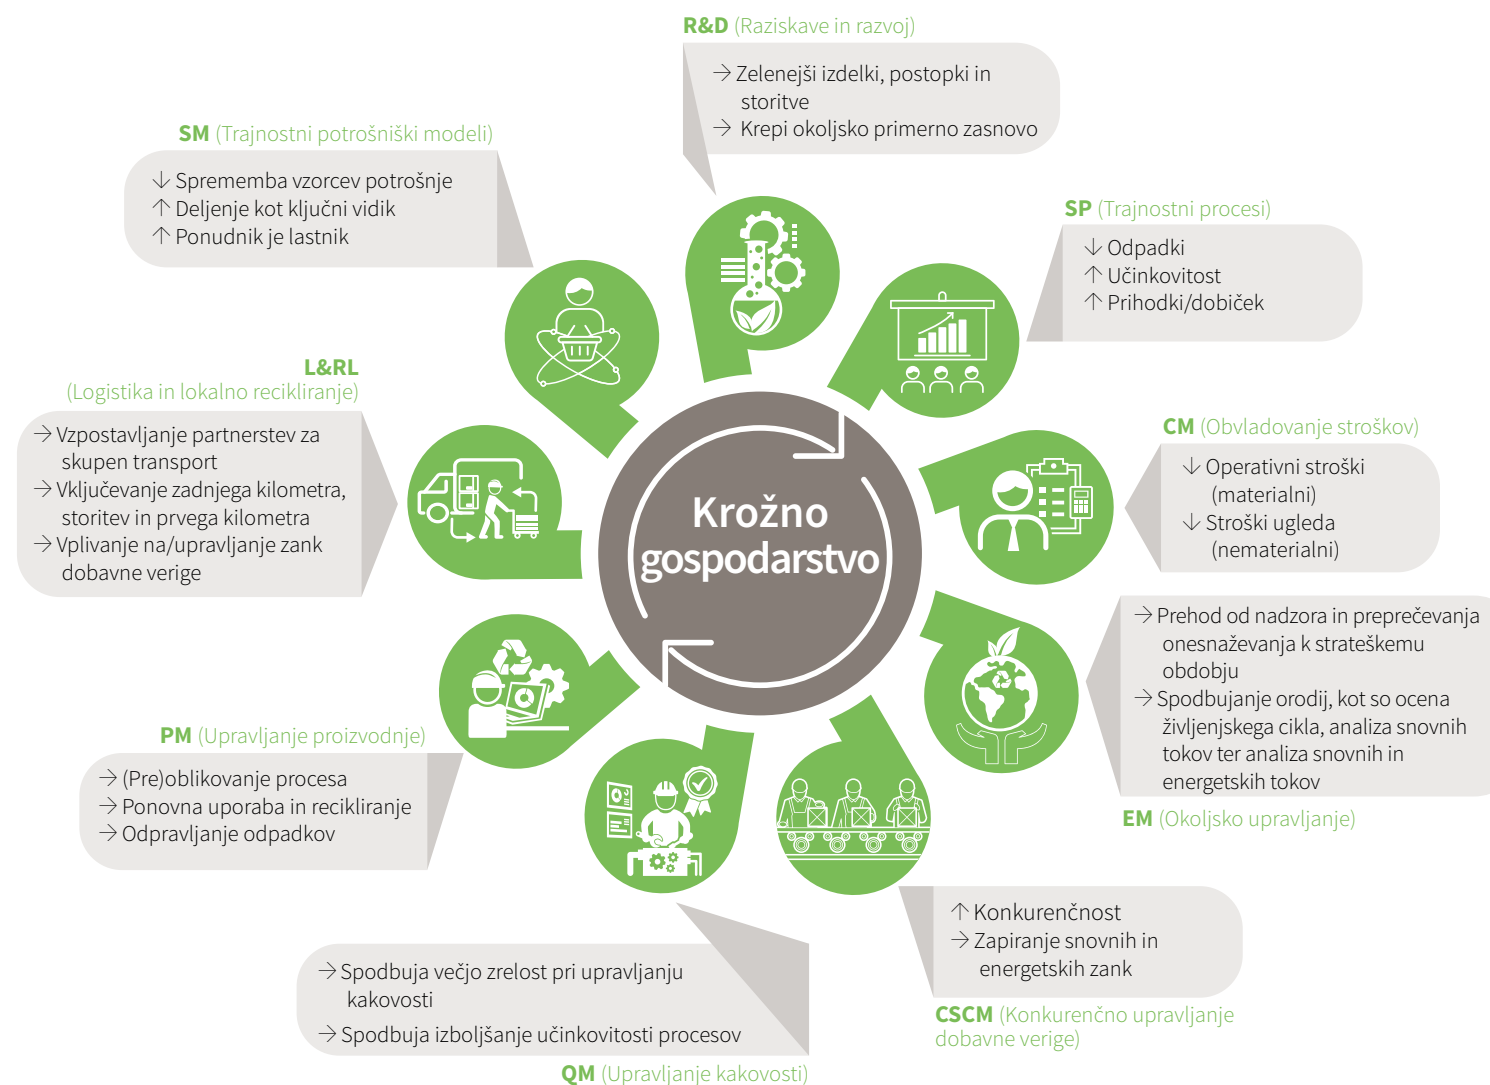 R&D (Raziskave in razvoj)
→ Zelenejši izdelki, postopki in
storitve
→ Krepi okoljsko primerno zasnovo
SM (Trajnostni potrošniški modeli)
↓ Sprememba vzorcev potrošnje
↑ Deljenje kot ključni vidik
↑ Ponudnik je lastnik
SP (Trajnostni procesi)
↓ Odpadki
↑ Učinkovitost
↑ Prihodki/dobiček
L&RL
(Logistika in lokalno recikliranje)
→ Vzpostavljanje partnerstev za
skupen transport
→ Vključevanje zadnjega kilometra,
storitev in prvega kilometra
→ Vplivanje na/upravljanje zank
dobavne verige
CM (Obvladovanje stroškov)
↓ Operativni stroški
(materialni)
↓ Stroški ugleda
(nematerialni)
Krožno
gospodarstvo
→ Prehod od nadzora in preprečevanja
onesnaževanja k strateškemu
obdobju
→ Spodbujanje orodij, kot so ocena
življenjskega cikla, analiza snovnih
tokov ter analiza snovnih in
energetskih tokov
EM (Okoljsko upravljanje)
PM (Upravljanje proizvodnje)
→ (Pre)oblikovanje procesa
→ Ponovna uporaba in recikliranje
→ Odpravljanje odpadkov
↑ Konkurenčnost
→ Zapiranje snovnih in
energetskih zank
CSCM (Konkurenčno upravljanje
dobavne verige)
→ Spodbuja večjo zrelost pri upravljanju
kakovosti
→ Spodbuja izboljšanje učinkovitosti procesov
QM (Upravljanje kakovosti)